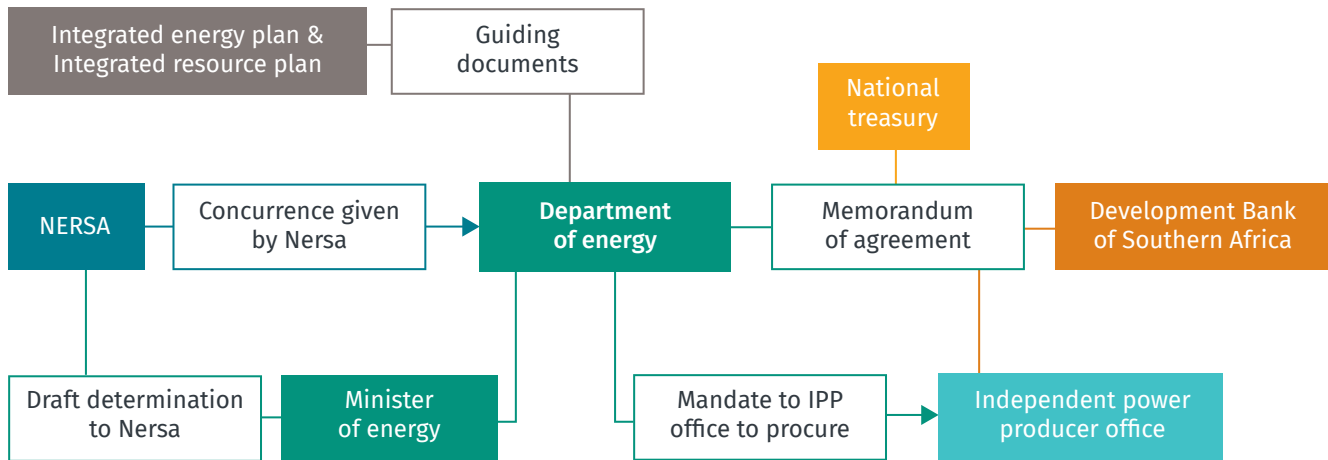 Integrated energy plan &
Integrated resource plan
Guiding
documents
National
treasury
NERSA
Concurrence given
by Nersa
Department
of energy
Memorandum
of agreement
Development Bank
of Southern Africa
Draft determination
to Nersa
Minister
of energy
Mandate to IPP
office to procure
Independent power
producer office